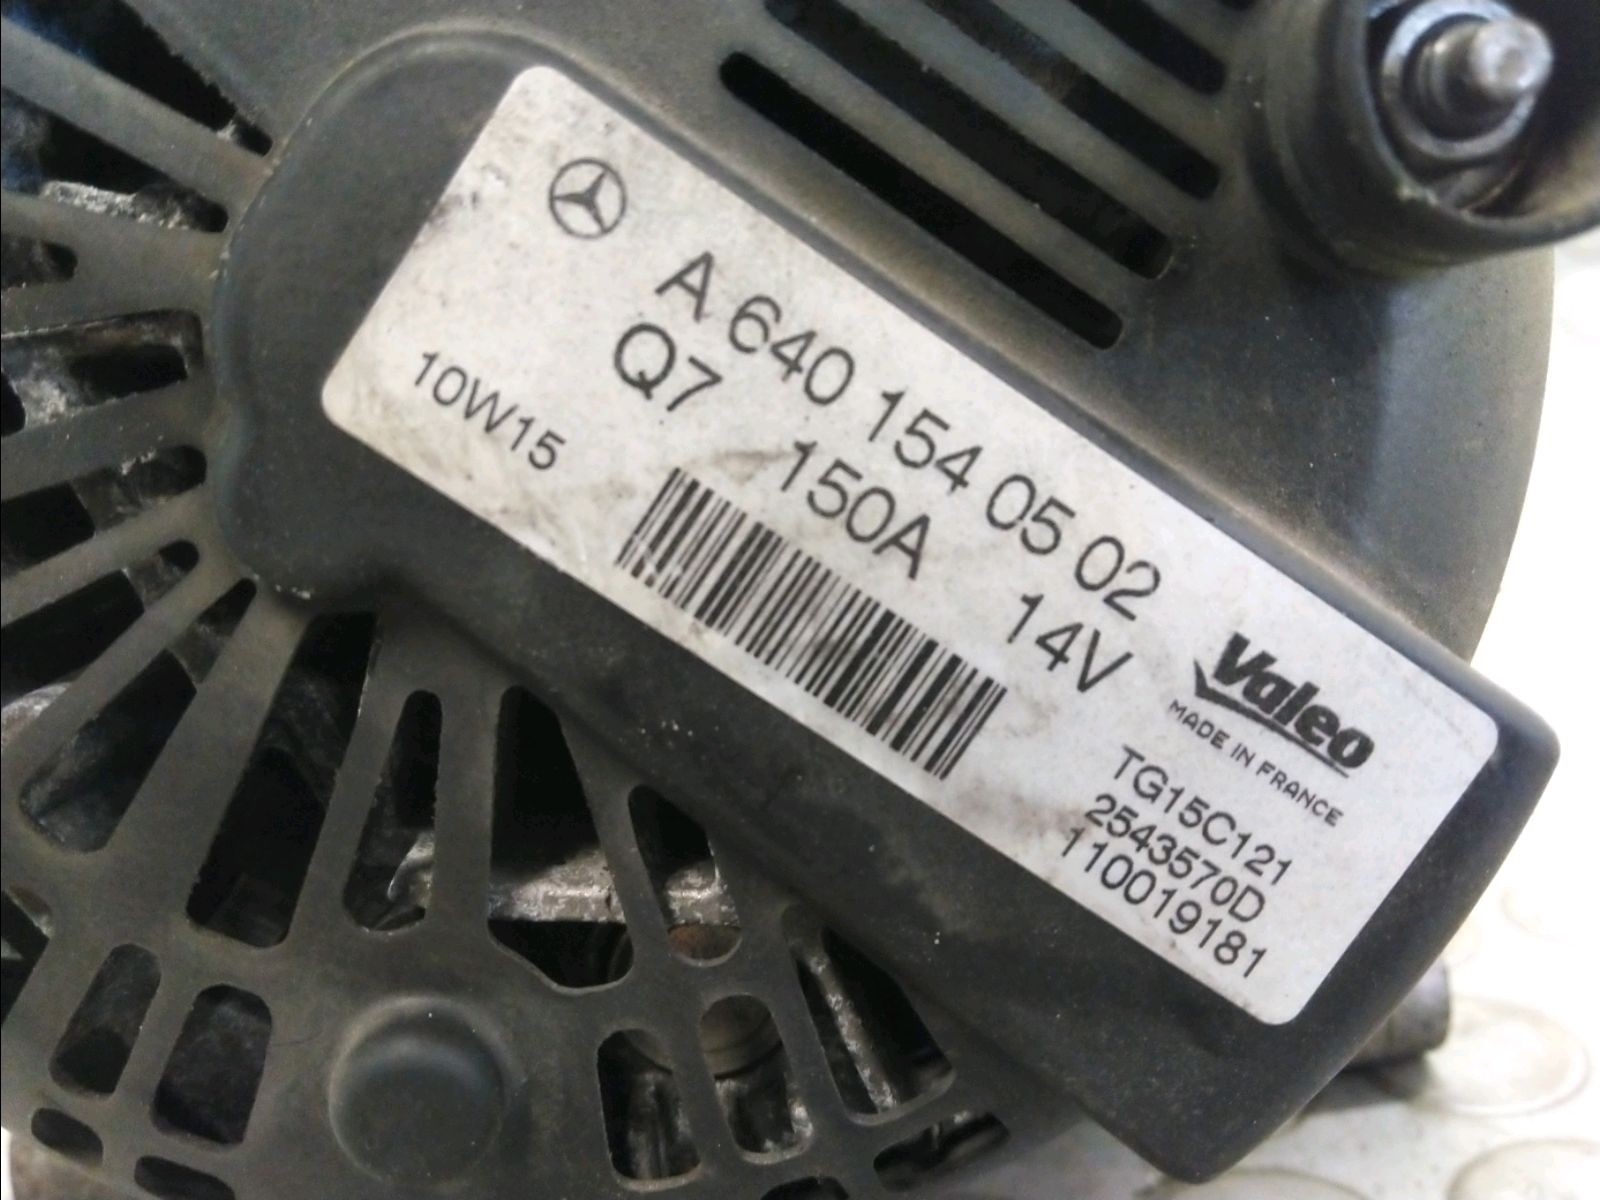 A 640 154 05 02
Q7 150A 14V
10W15
Valeo
MADE IN FRANCE
TG15C121
2543570D
110019181